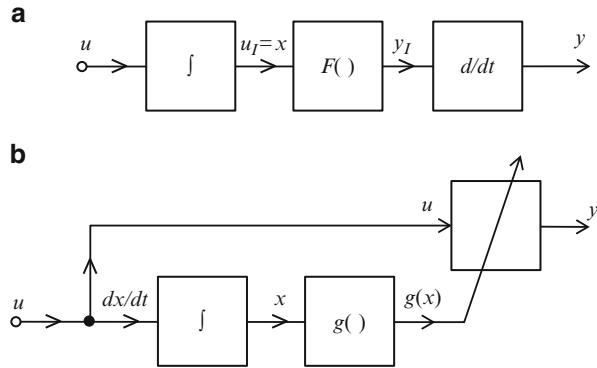 a
u ∫ u_I = x F( ) y_I d/dt y
b
u y
u dx/dt ∫ x g( ) g(x)